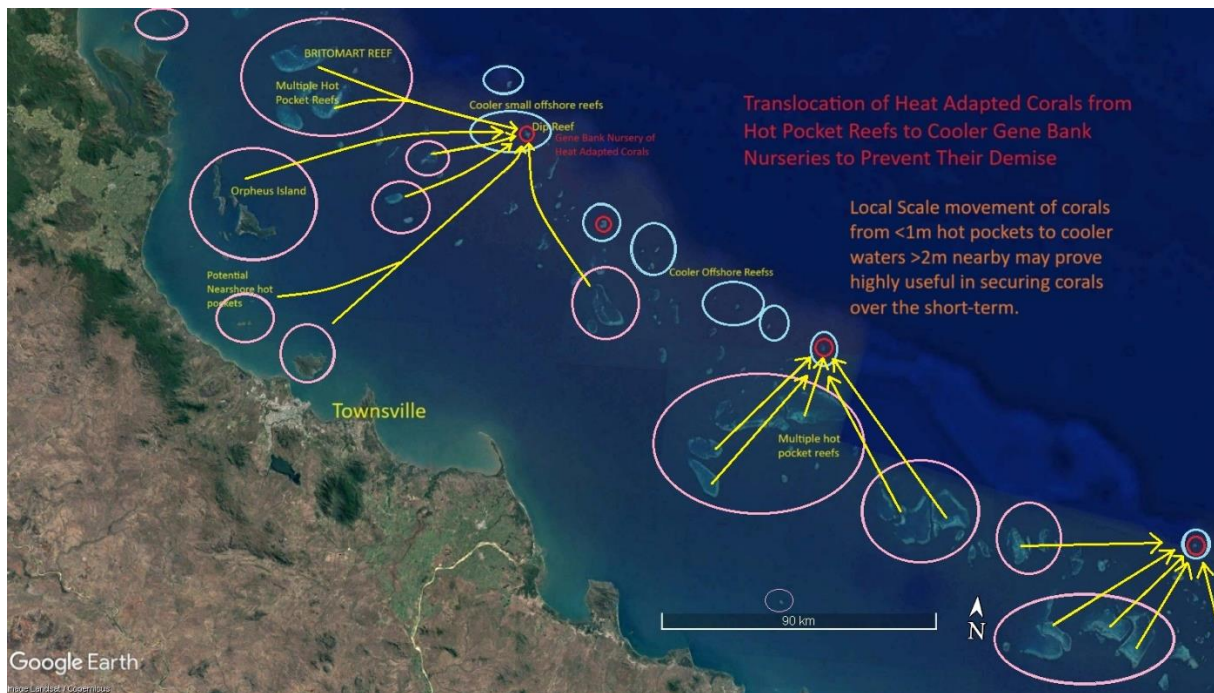 BRITOMART REEF
Multiple Hot
Pocket Reefs
Cooler small offshore reefs
Dip Reef
Gene Bank Nursery of
Heat Adapted Corals
Translocation of Heat Adapted Corals from
Hot Pocket Reefs to Cooler Gene Bank
Nurseries to Prevent Their Demise
Orpheus Island
Local Scale movement of corals
from <1m hot pockets to cooler
waters >2m nearby may prove
highly useful in securing corals
over the short-term.
Potential
Nearshore hot
pockets
Cooler Offshore Reefss
Townsville
Multiple hot
pocket reefs
90 km
N
Google Earth
Image Landsat / Copernicus